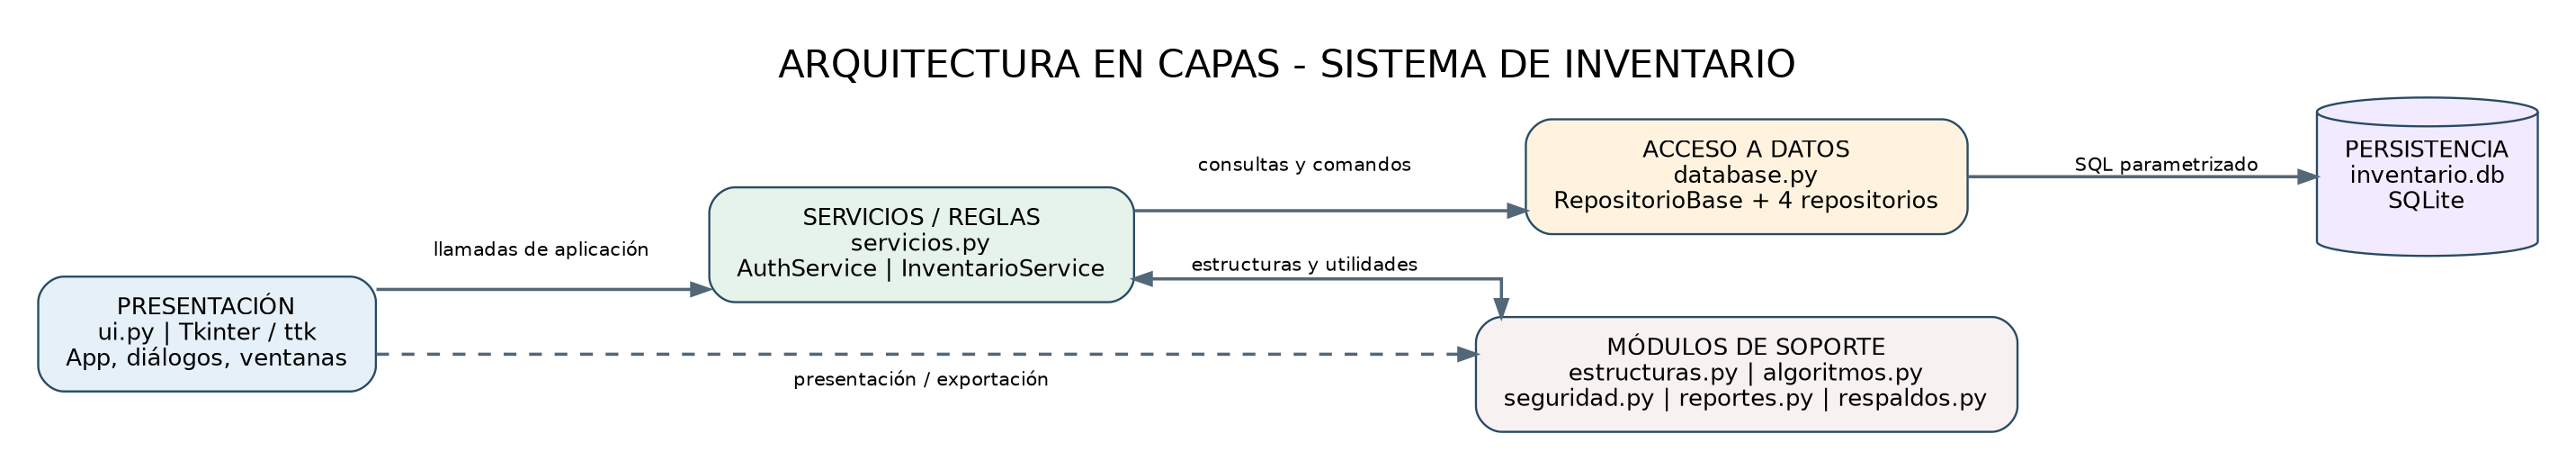 ARQUITECTURA EN CAPAS - SISTEMA DE INVENTARIO
PRESENTACIÓN
ui.py | Tkinter / ttk
App, diálogos, ventanas
llamadas de aplicación
presentación / exportación
SERVICIOS / REGLAS
servicios.py
AuthService | InventarioService
consultas y comandos
estructuras y utilidades
ACCESO A DATOS
database.py
RepositorioBase + 4 repositorios
MÓDULOS DE SOPORTE
estructuras.py | algoritmos.py
seguridad.py | reportes.py | respaldos.py
SQL parametrizado
PERSISTENCIA
inventario.db
SQLite